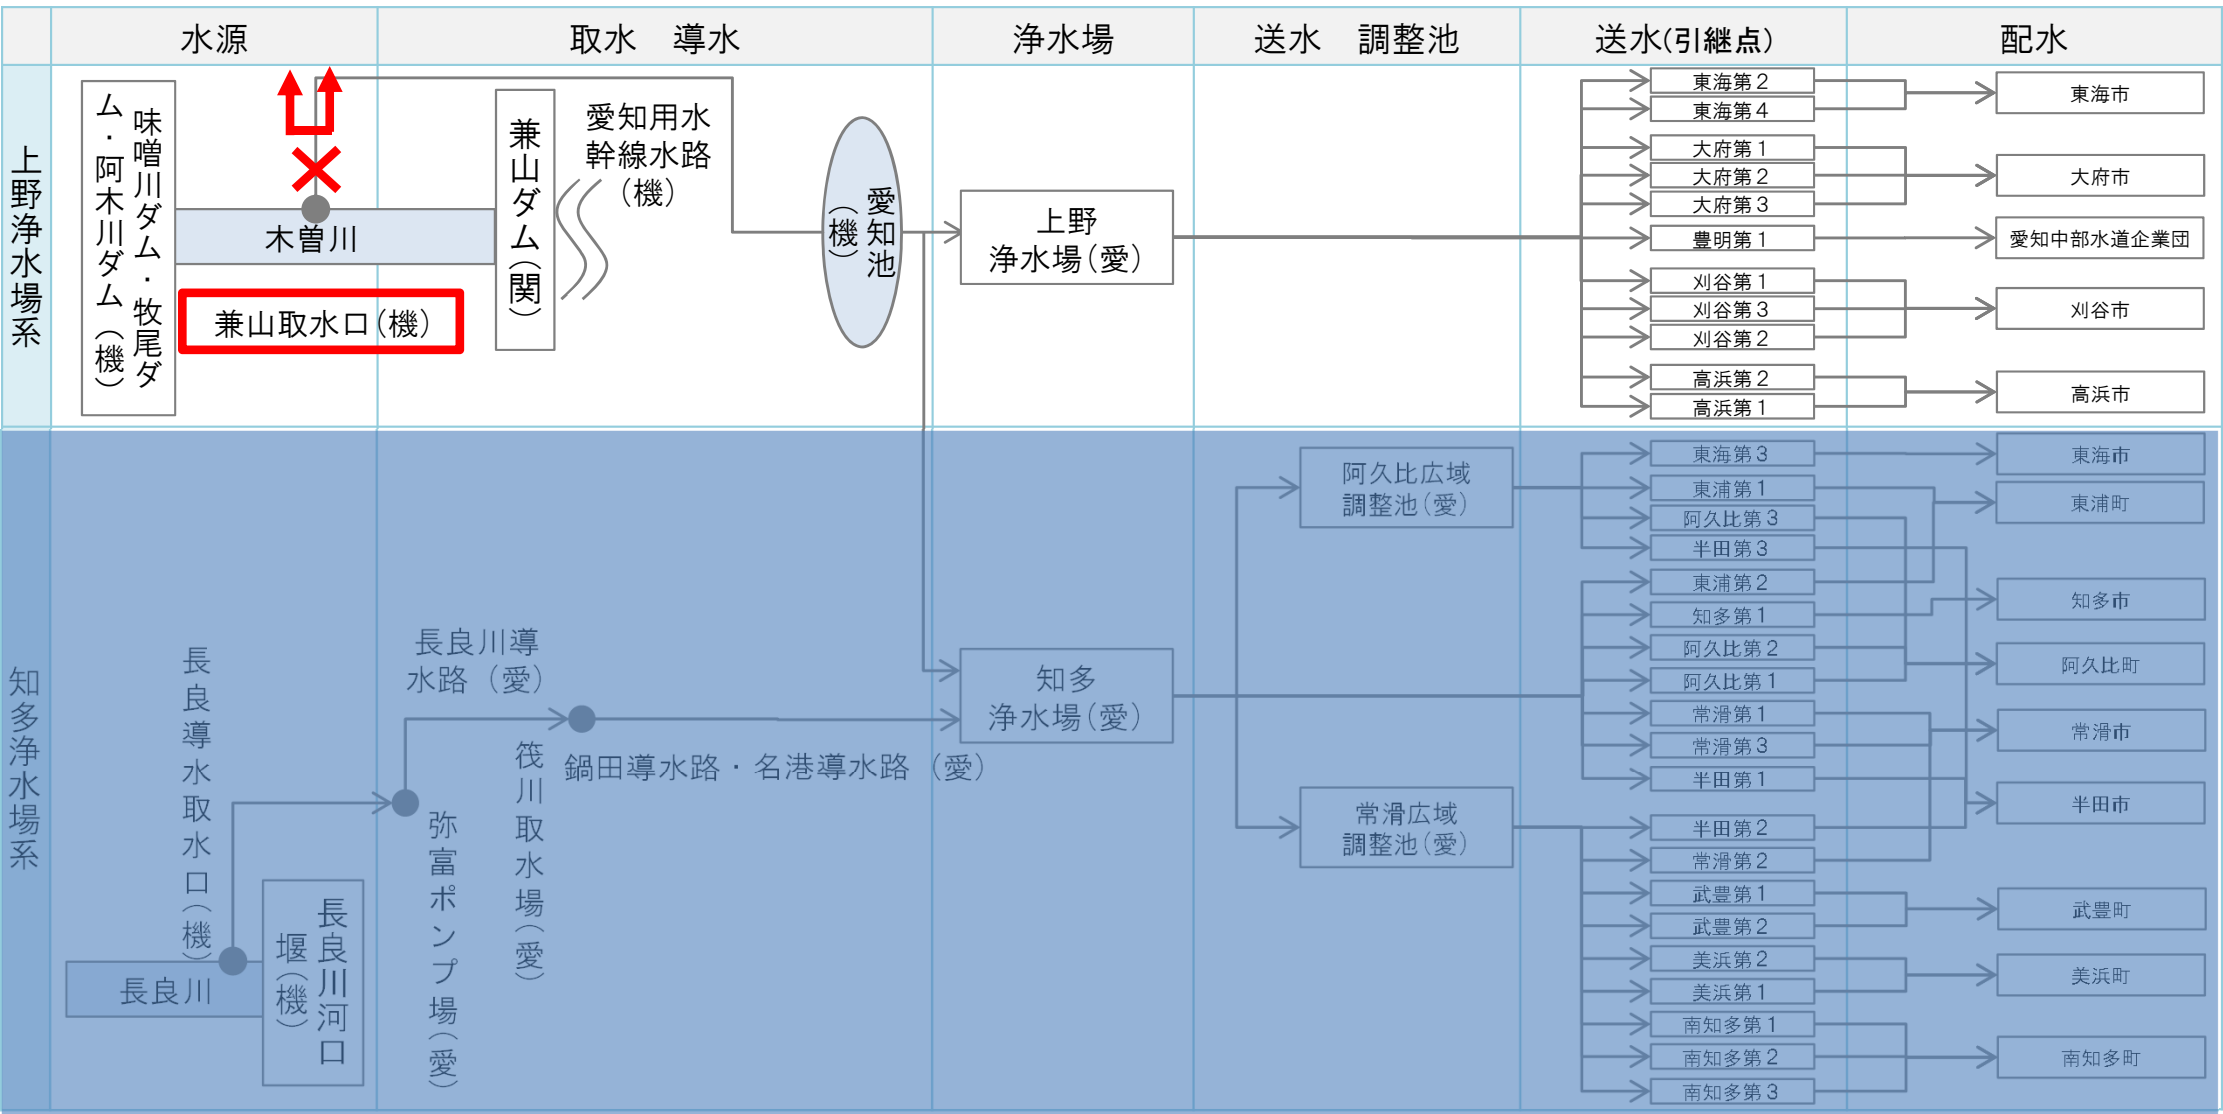 水源
取水　導水
浄水場
送水　調整池
送水(引継点)
配水
上野浄水場系
味噌川ダム・牧尾ダ
ム・阿木川ダム（機）
木曽川
兼山取水口(機)
兼山ダム（関）
愛知用水
幹線水路
（機）
愛知池
（機）
上野
浄水場(愛)
東海第２
東海第４
大府第１
大府第２
大府第３
豊明第１
刈谷第１
刈谷第３
刈谷第２
高浜第２
高浜第１
東海市
大府市
愛知中部水道企業団
刈谷市
高浜市
知多浄水場系
長良導水取水口（機）
長良川
長良川河口
堰（機）
長良川導
水路（愛）
弥富ポンプ場（愛）
筏川取水場（愛）
鍋田導水路・名港導水路（愛）
知多
浄水場(愛)
阿久比広域
調整池(愛)
常滑広域
調整池(愛)
東海第３
東浦第１
阿久比第３
半田第３
東浦第２
知多第１
阿久比第２
阿久比第１
常滑第１
常滑第３
半田第１
半田第２
常滑第２
武豊第１
武豊第２
美浜第２
美浜第１
南知多第１
南知多第２
南知多第３
東海市
東浦町
知多市
阿久比町
常滑市
半田市
武豊町
美浜町
南知多町